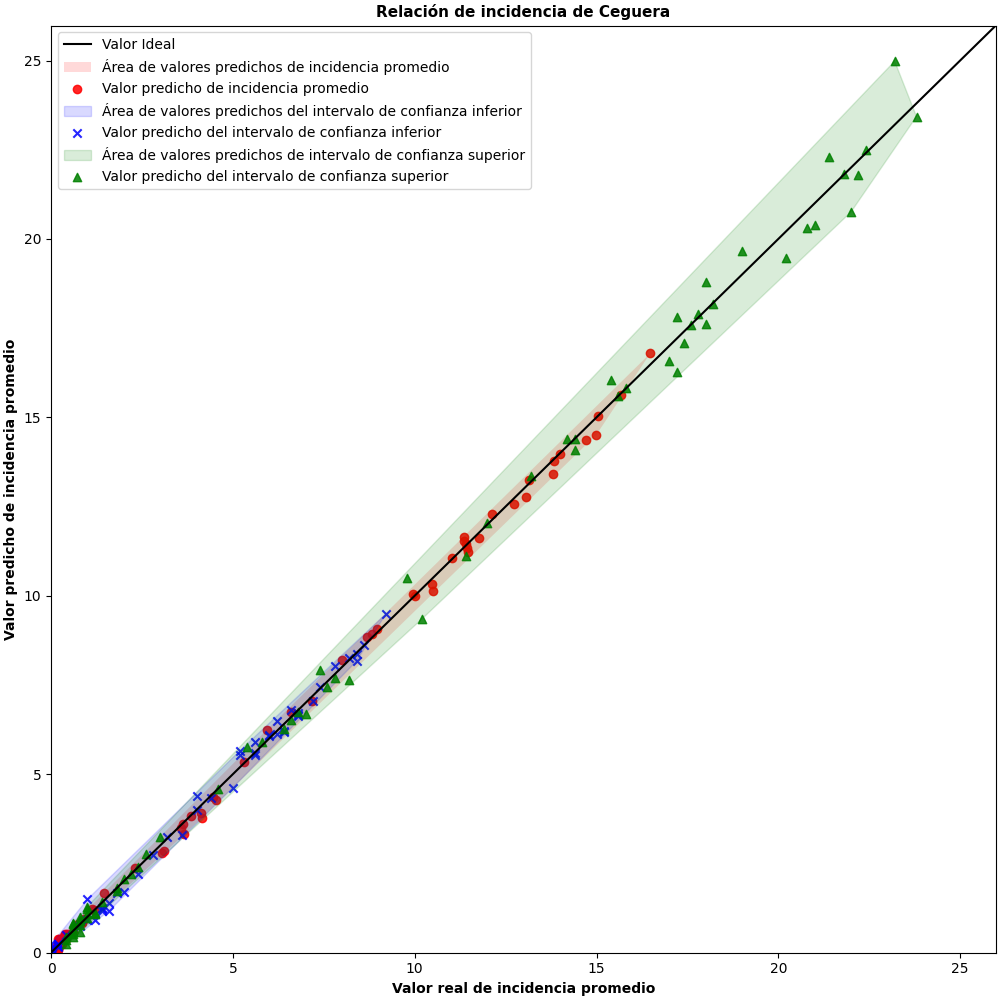 Relación de incidencia de Ceguera
Valor Ideal
Área de valores predichos de incidencia promedio
Valor predicho de incidencia promedio
Área de valores predichos del intervalo de confianza inferior
Valor predicho del intervalo de confianza inferior
Área de valores predichos de intervalo de confianza superior
Valor predicho del intervalo de confianza superior
25
20
15
10
5
0
Valor predicho de incidencia promedio
0 5 10 15 20 25
Valor real de incidencia promedio